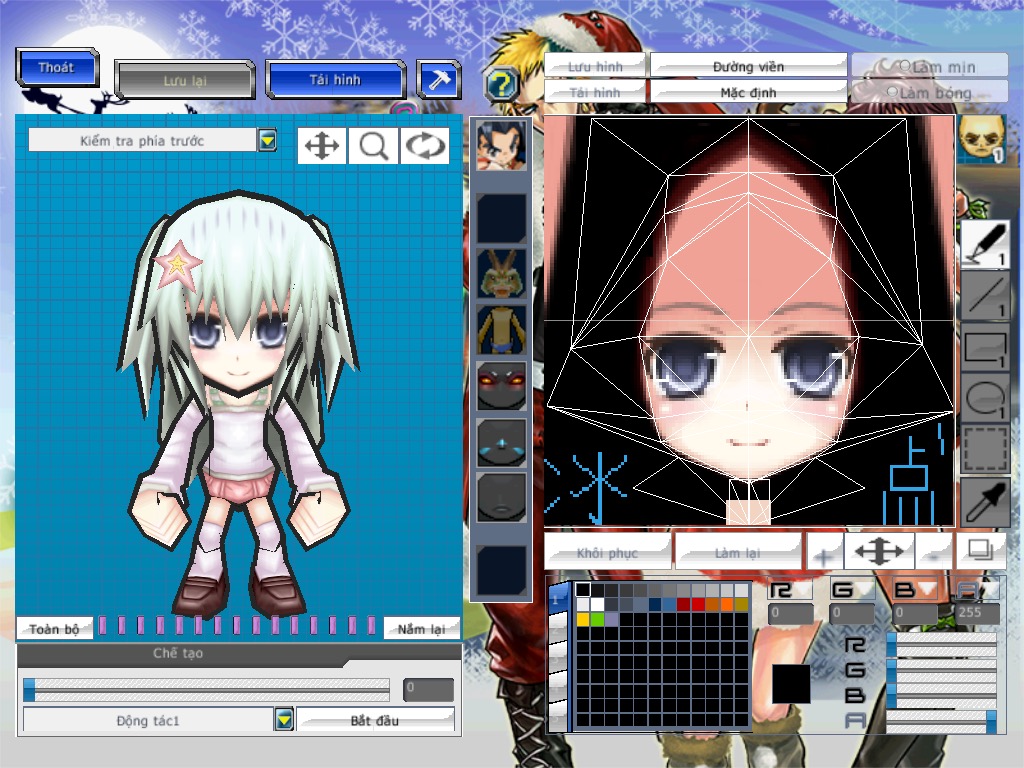 Thoát
Lưu lại
Tải hình
?
Lưu hình
Đường viền
Làm mịn
Tải hình
Mặc định
Làm bóng
Kiểm tra phía trước
1
1
1
1
1
Khôi phục
Làm lại
+
-
Toàn bộ
Nắm lại
Chế tạo
0
Động tác1
Bắt đầu
1
R
G
B
A
0
0
0
255
R
G
B
A